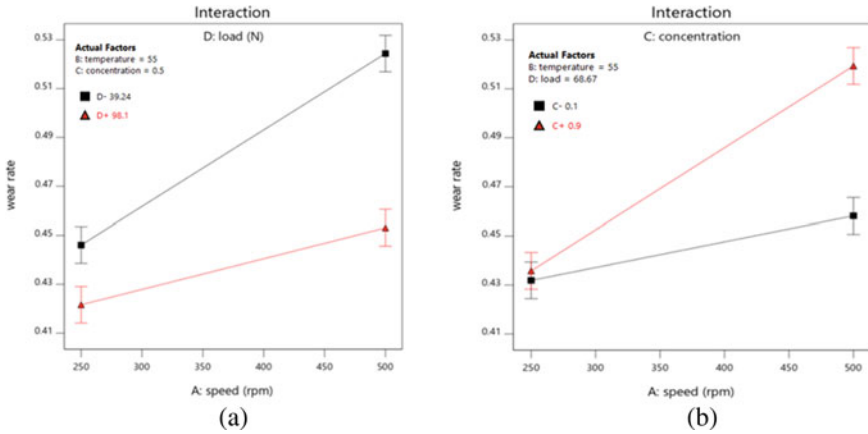 Interaction
D: load (N)
Actual Factors
B: temperature = 55
C: concentration = 0.5
D- 39.24
D+ 98.1
wear rate
0.53
0.51
0.49
0.47
0.45
0.43
0.41
250
300
350
400
450
500
A: speed (rpm)
(a)
Interaction
C: concentration
Actual Factors
B: temperature = 55
D: load = 68.67
C- 0.1
C+ 0.9
wear rate
0.53
0.51
0.49
0.47
0.45
0.43
0.41
250
300
350
400
450
500
A: speed (rpm)
(b)